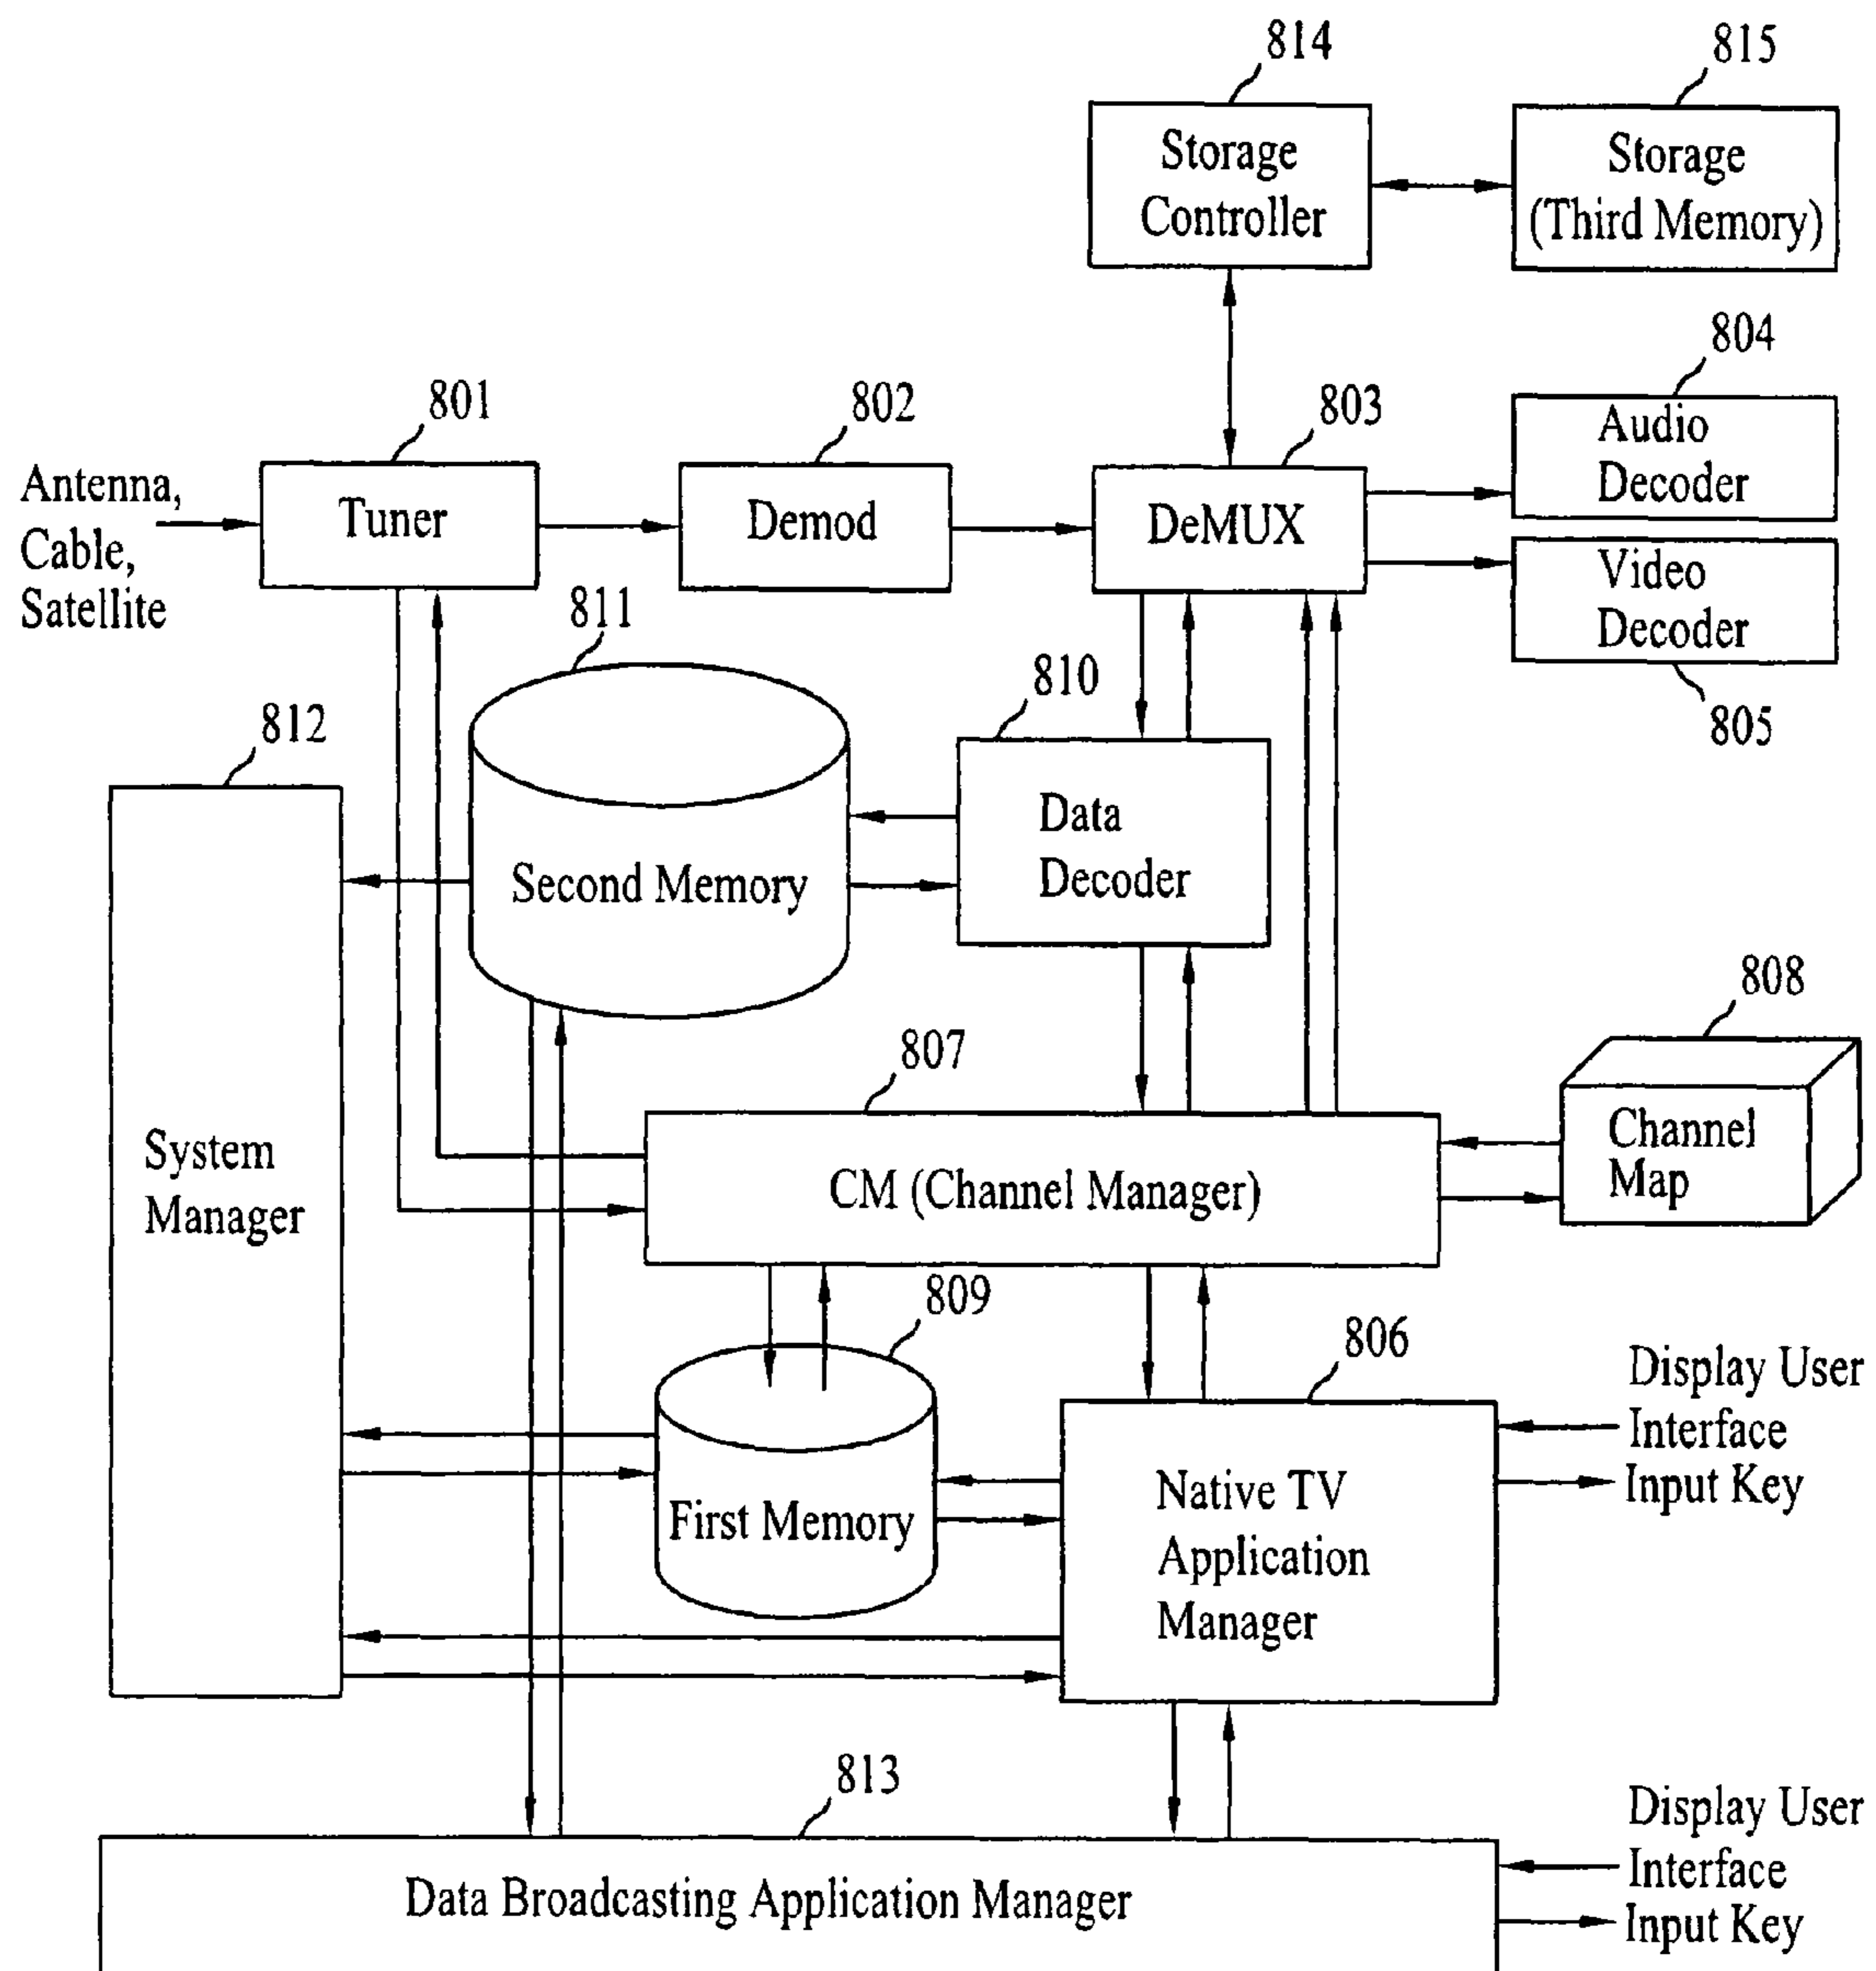 814
815
Storage
Controller
Storage
(Third Memory)
804
801
802
803
Audio
Decoder
Antenna,
Cable,
Satellite
Tuner
Demod
DeMUX
Video
Decoder
805
811
810
812
Second Memory
Data
Decoder
808
807
System
Manager
CM (Channel Manager)
Channel
Map
809
806
Display User
Interface
Input Key
First Memory
Native TV
Application
Manager
813
Display User
Interface
Input Key
Data Broadcasting Application Manager